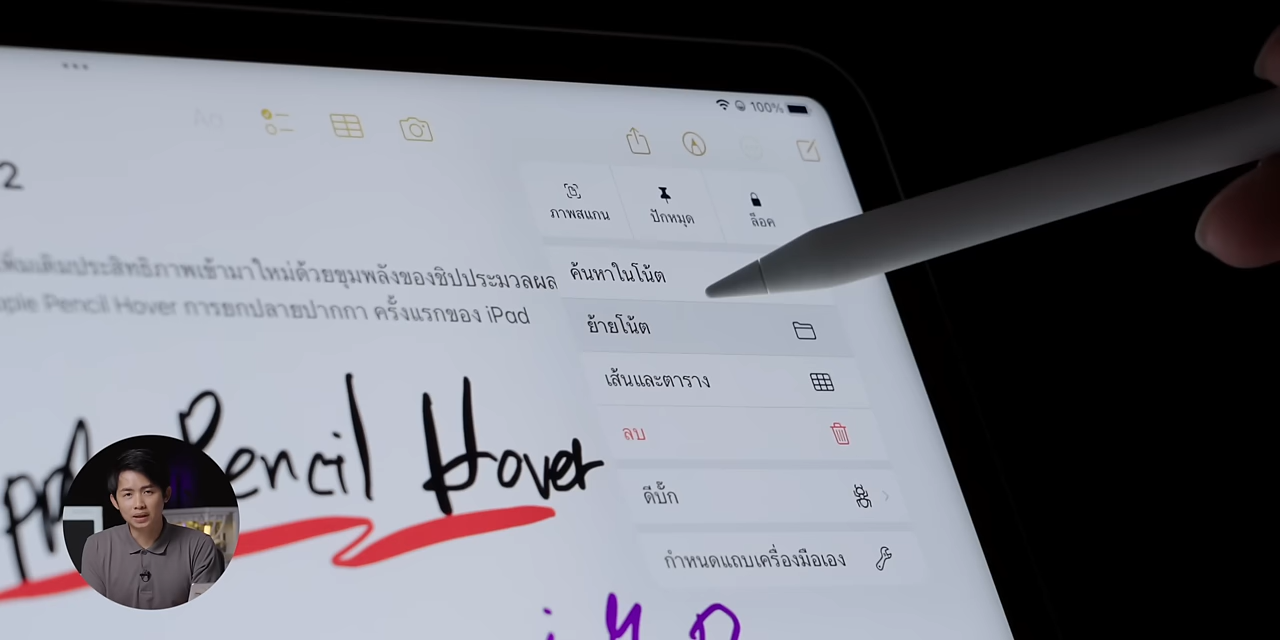 100%
2
ภาพสแกน
ปักหมุด
ล็อค
เพิ่มเติมประสิทธิภาพเข้ามาใหม่ด้วยขุมพลังของชิปประมวลผล
Pencil Hover การยกปลายปากกา ครั้งแรกของ iPad
ค้นหาในโน้ต
ย้ายโน้ต
เส้นและตาราง
ลบ
Pencil Hover
ดีบั๊ก
กำหนดแถบเครื่องมือเอง